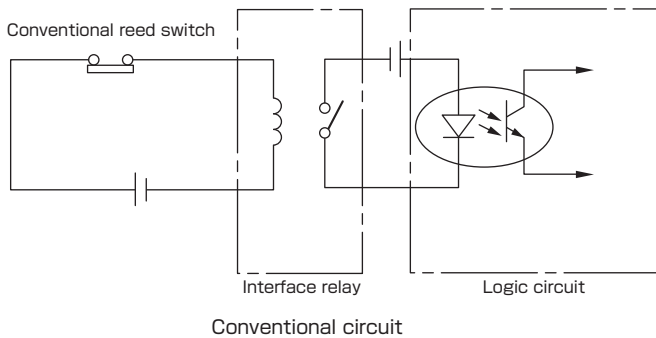 Conventional reed switch
Interface relay
Logic circuit
Conventional circuit